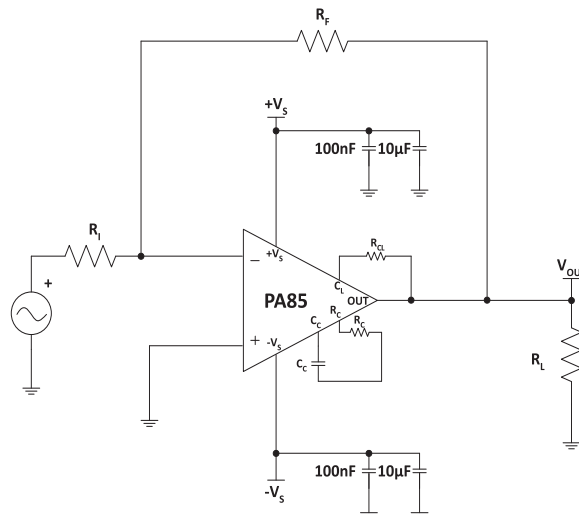 R_F
+V_S
100nF 10µF
R_I
+
−
+V_S
R_CL
C_L
PA85
OUT
V_OU
R_C
R_C
C_C
+
-V_S
C_C
R_L
100nF 10µF
-V_S